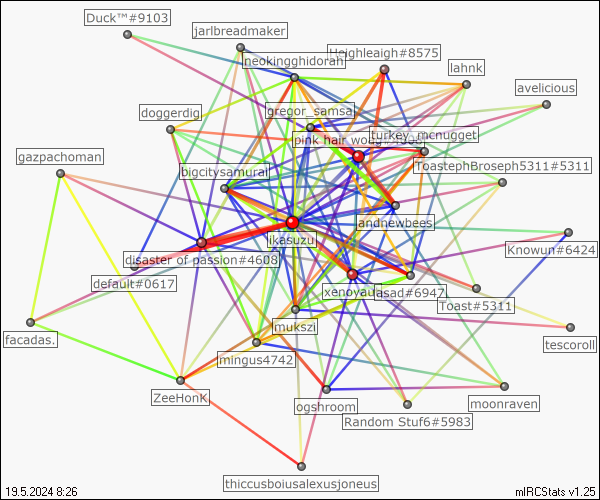 Duck™#9103
jarlbreadmaker
neokingghidorah
Heighleigh#8575
lahnk
avelicious
gregor_samsa
doggerdig
turkey_mcnugget
pink hair
gazpachoman
ToastephBroseph5311#5311
bigcitysamurai
andnewbees
ikasuzu
Knowun#6424
disaster of passion#4608
default#0617
xenoyau
asad#6947
Toast#5311
mukszi
facadas.
tescoroll
mingus4742
ZeeHonK
ogshroom
moonraven
Random Stuf6#5983
thiccusboiusalexusjoneus
19.5.2024 8:26
mIRCStats v1.25